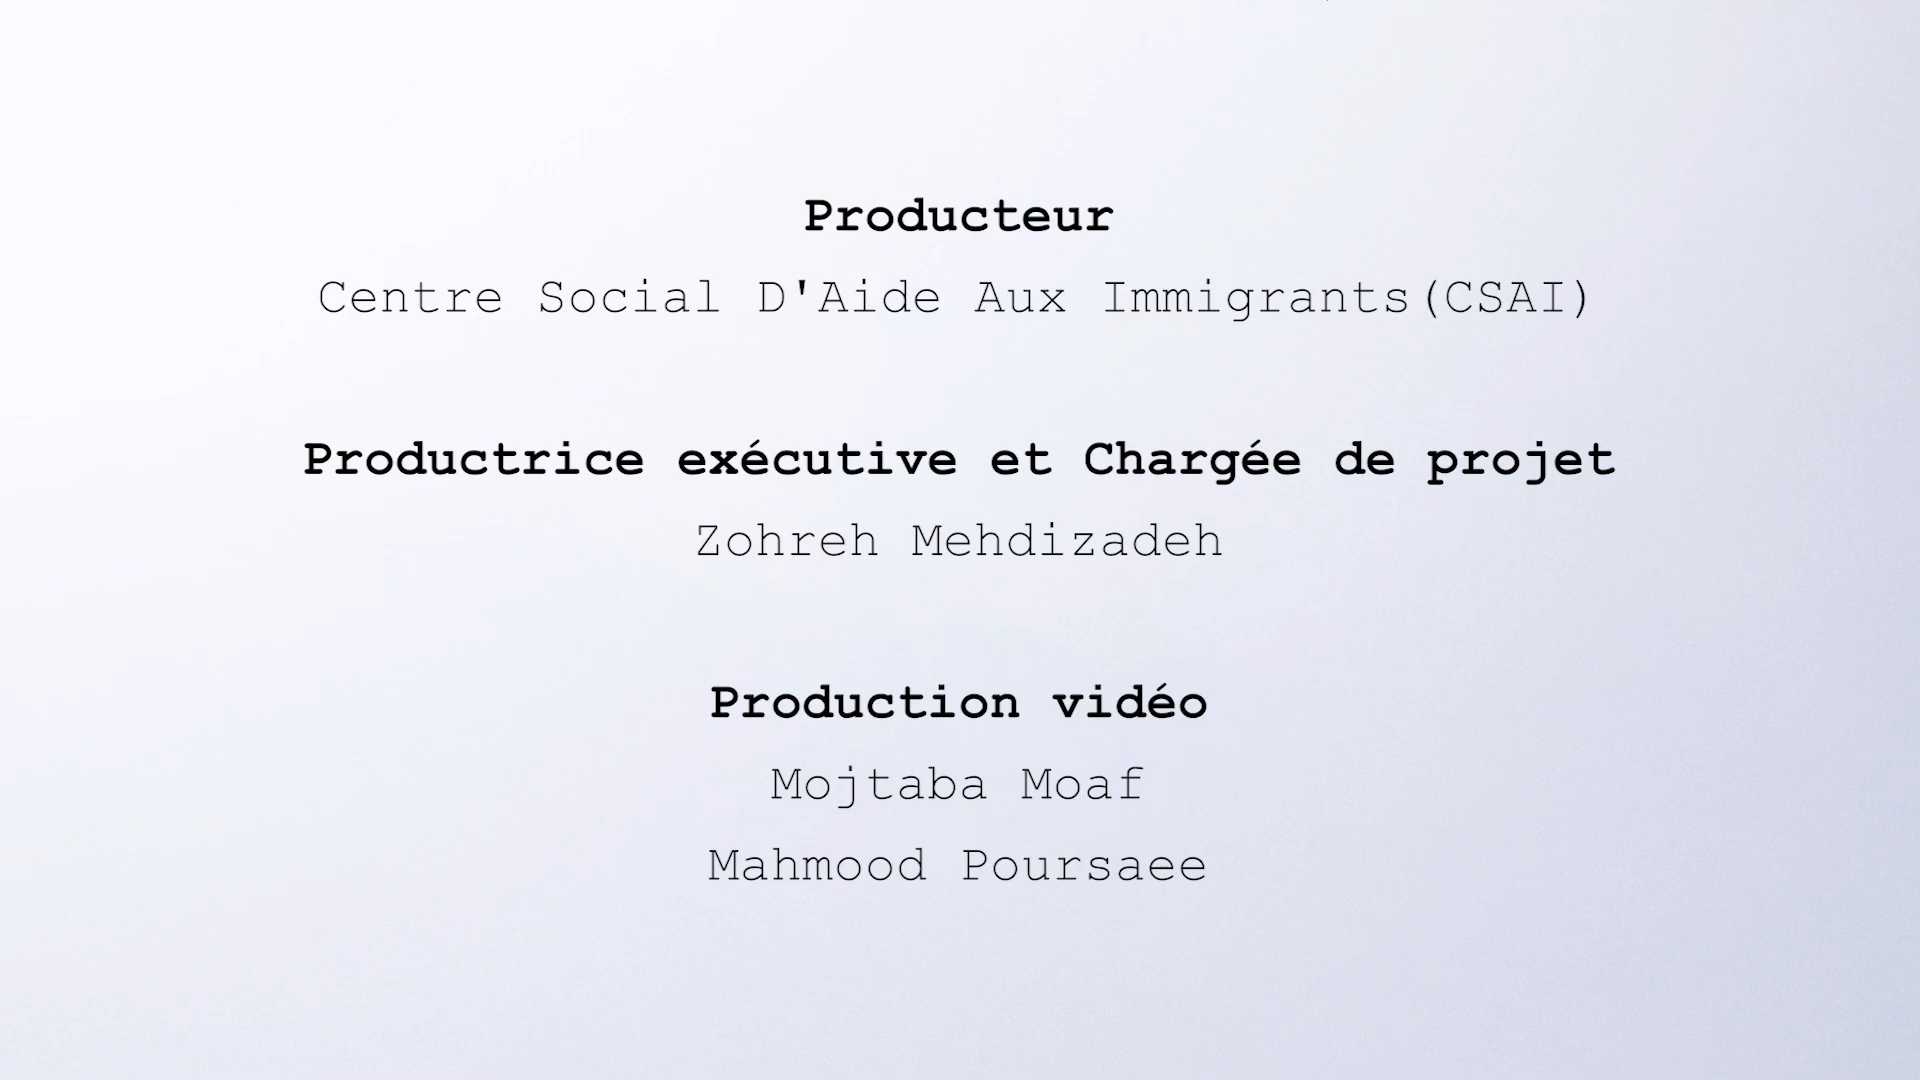 Producteur
Centre Social D'Aide Aux Immigrants(CSAI)
Productrice exécutive et Chargée de projet
Zohreh Mehdizadeh
Production vidéo
Mojtaba Moaf
Mahmood Poursaee